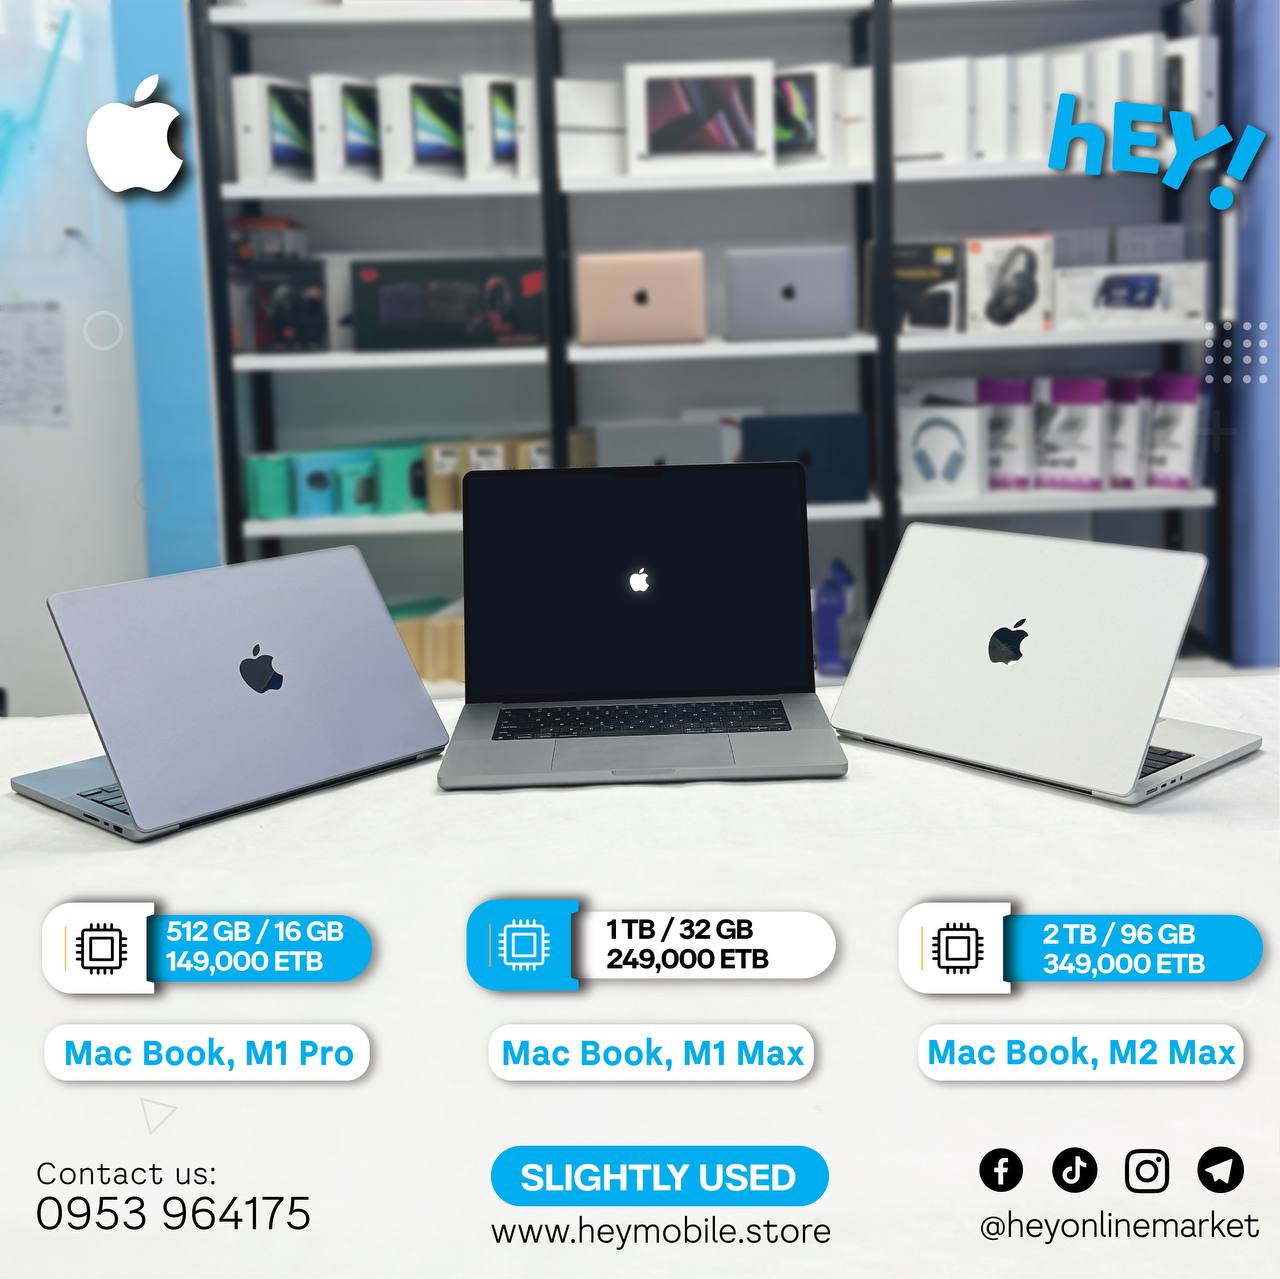 hEY!
512 GB / 16 GB
149,000 ETB
Mac Book, M1 Pro
1 TB / 32 GB
249,000 ETB
Mac Book, M1 Max
2 TB / 96 GB
349,000 ETB
Mac Book, M2 Max
Contact us:
0953 964175
SLIGHTLY USED
www.heymobile.store
@heyonlinemarket